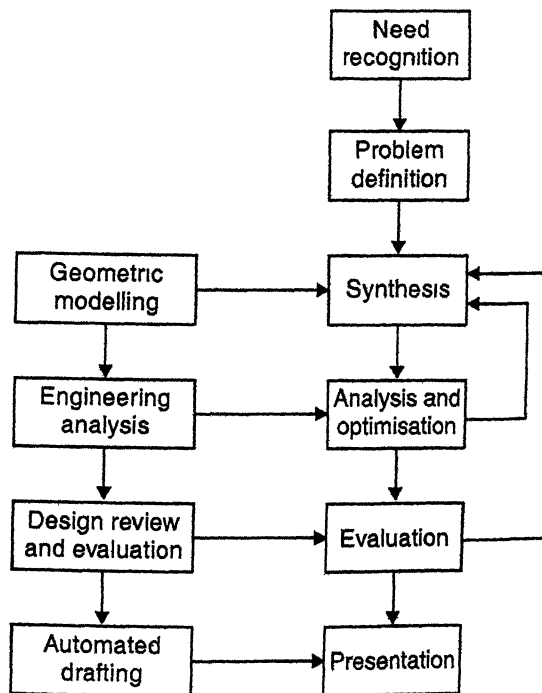 Need
recognition
Problem
definition
Geometric
modelling
Synthesis
Engineering
analysis
Analysis and
optimisation
Design review
and evaluation
Evaluation
Automated
drafting
Presentation